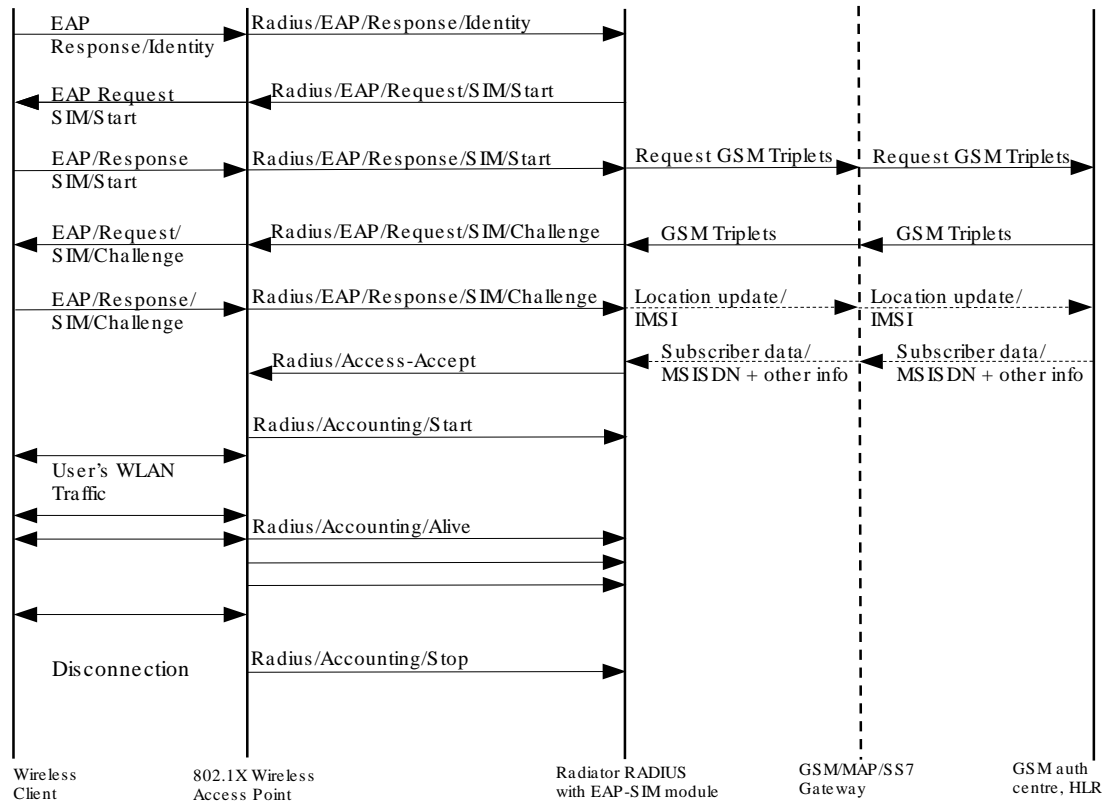 EAP
Response/Identity
Radius/EAP/Response/Identity
EAP Request
SIM/Start
Radius/EAP/Request/SIM/Start
EAP/Response
SIM/Start
Radius/EAP/Response/SIM/Start
Request GSM Triplets
Request GSM Triplets
EAP/Request/
SIM/Challenge
Radius/EAP/Request/SIM/Challenge
GSM Triplets
GSM Triplets
EAP/Response/
SIM/Challenge
Radius/EAP/Response/SIM/Challenge
Location update/
IMSI
Location update/
IMSI
Radius/Access-Accept
Subscriber data/
MSISDN + other info
Subscriber data/
MSISDN + other info
Radius/Accounting/Start
User's WLAN
Traffic
Radius/Accounting/Alive
Disconnection
Radius/Accounting/Stop
Wireless
Client
802.1X Wireless
Access Point
Radiator RADIUS
with EAP-SIM module
GSM/MAP/SS7
Gateway
GSM auth
centre, HLR